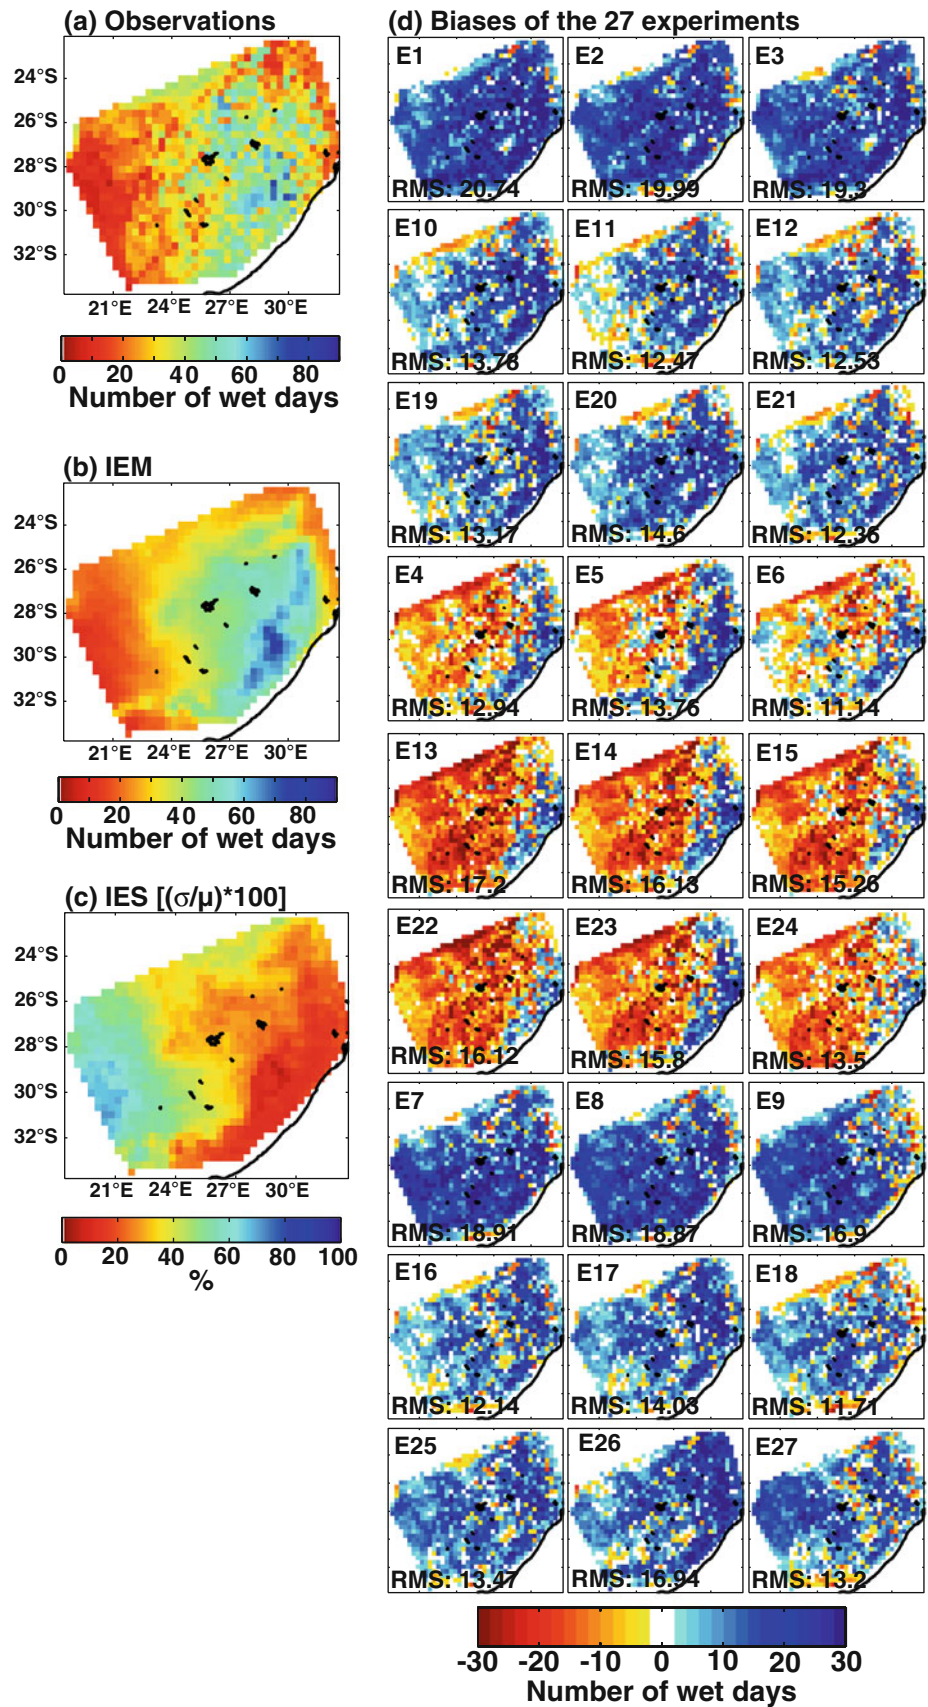 (a) Observations
24°S
26°S
28°S
30°S
32°S
21°E 24°E 27°E 30°E
0 20 40 60 80
Number of wet days
(b) IEM
24°S
26°S
28°S
30°S
32°S
21°E 24°E 27°E 30°E
0 20 40 60 80
Number of wet days
(c) IES [(σ/μ)*100]
24°S
26°S
28°S
30°S
32°S
21°E 24°E 27°E 30°E
0 20 40 60 80 100
%
(d) Biases of the 27 experiments
E1 E2 E3
RMS: 20.74 RMS: 19.99 RMS: 19.3
E10 E11 E12
RMS: 13.78 RMS: 12.47 RMS: 12.53
E19 E20 E21
RMS: 13.17 RMS: 14.6 RMS: 12.36
E4 E5 E6
RMS: 12.94 RMS: 13.76 RMS: 11.14
E13 E14 E15
RMS: 17.2 RMS: 16.13 RMS: 15.26
E22 E23 E24
RMS: 16.12 RMS: 15.8 RMS: 13.5
E7 E8 E9
RMS: 18.91 RMS: 18.87 RMS: 16.9
E16 E17 E18
RMS: 12.14 RMS: 14.03 RMS: 11.71
E25 E26 E27
RMS: 13.47 RMS: 16.94 RMS: 13.2
-30 -20 -10 0 10 20 30
Number of wet days